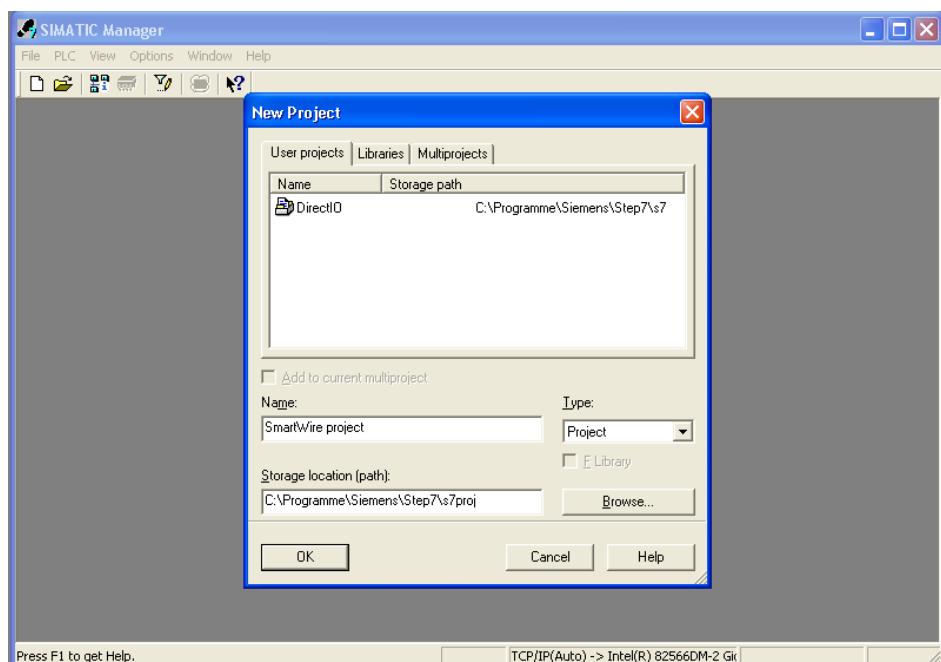 SIMATIC Manager
File PLC View Options Window Help
New Project
User projects Libraries Multiprojects
Name Storage path
DirectIO C:\Programme\Siemens\Step7\s7
Add to current multiproject
Name: Type:
SmartWire project Project
F Library
Storage location (path):
C:\Programme\Siemens\Step7\s7proj Browse...
OK Cancel Help
Press F1 to get Help. TCP/IP(Auto) -> Intel(R) 82566DM-2